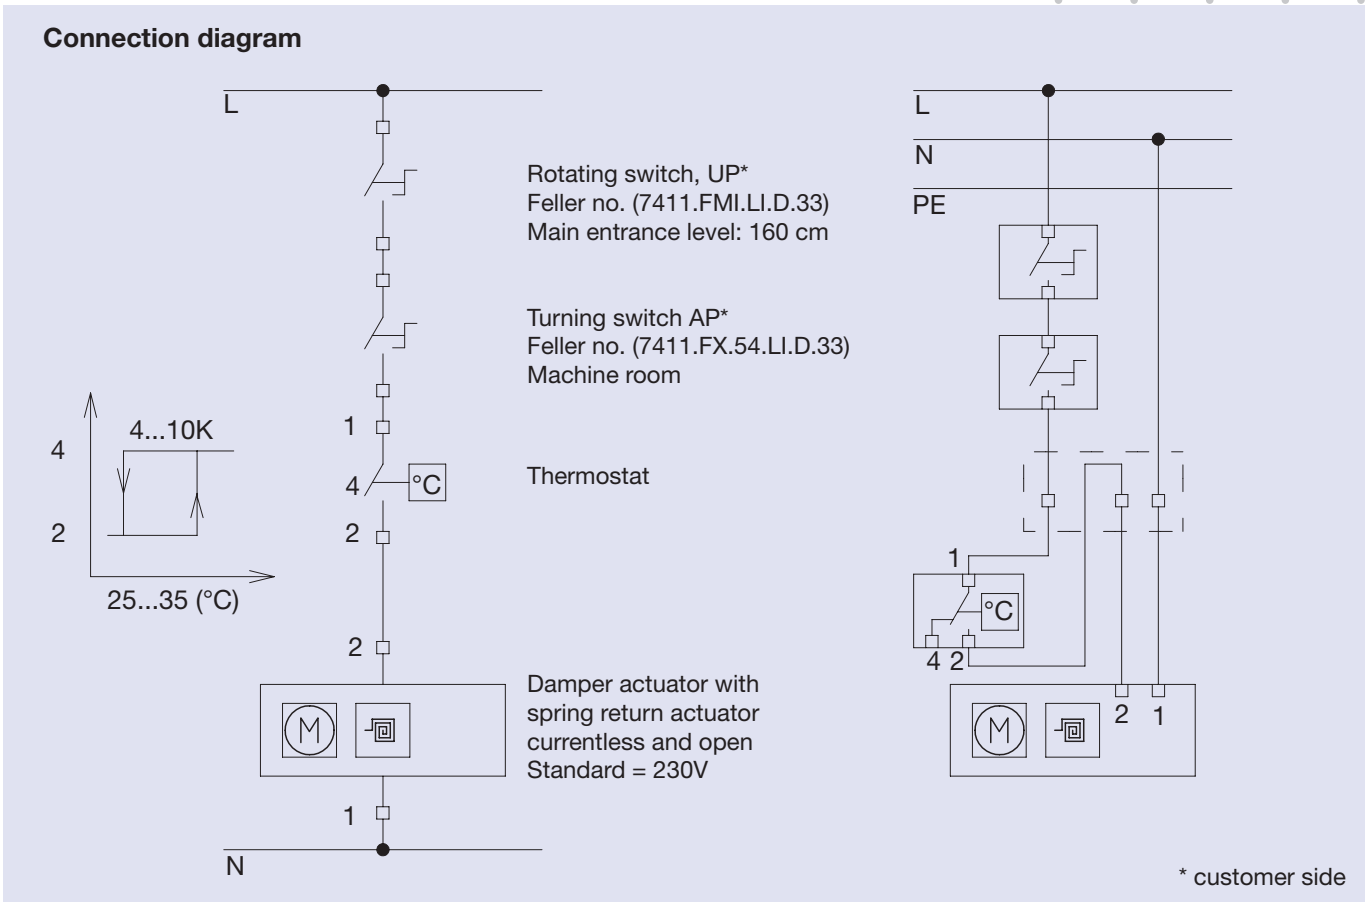 Connection diagram
L
Rotating switch, UP*
Feller no. (7411.FMI.LI.D.33)
Main entrance level: 160 cm
Turning switch AP*
Feller no. (7411.FX.54.LI.D.33)
Machine room
1
4...10K
4
4
°C
Thermostat
2
2
25...35 (°C)
2
Damper actuator with
spring return actuator
currentless and open
Standard = 230V
M
1
N
L
N
PE
1
°C
4 2
2 1
M
* customer side